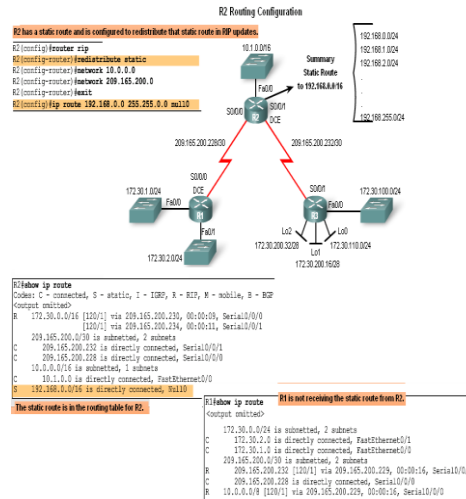 R2 Routing Configuration
R2 has a static route and is configured to redistribute that static route in RIP updates.
R2(config)#router rip
R2(config-router)#redistribute static
R2(config-router)#network 10.0.0.0
R2(config-router)#network 209.165.200.0
R2(config-router)#exit
R2(config)#ip route 192.168.0.0 255.255.0.0 null0
10.1.0.0/16
Fa0/0
R2
S0/0/0
S0/0/1
DCE
Summary
Static Route
to 192.168.0.0/16
192.168.0.0/24
192.168.1.0/24
192.168.2.0/24
.
.
192.168.255.0/24
209.165.200.228/30
209.165.200.232/30
S0/0/0
DCE
172.30.1.0/24
Fa0/0
R1
Fa0/1
172.30.2.0/24
S0/0/1
172.30.100.0/24
Fa0/0
R3
Lo2
Lo0
172.30.200.32/28
Lo1
172.30.110.0/24
172.30.200.16/28
R2#show ip route
Codes: C - connected, S - static, I - IGRP, R - RIP, M - mobile, B - BGP
<output omitted>
R 172.30.0.0/16 [120/1] via 209.165.200.230, 00:00:09, Serial0/0/0
[120/1] via 209.165.200.234, 00:00:11, Serial0/0/1
209.165.200.0/30 is subnetted, 2 subnets
C 209.165.200.232 is directly connected, Serial0/0/1
C 209.165.200.228 is directly connected, Serial0/0/0
10.0.0.0/16 is subnetted, 1 subnets
C 10.1.0.0 is directly connected, FastEthernet0/0
S 192.168.0.0/16 is directly connected, Null0
The static route is in the routing table for R2.
R1#show ip route
R1 is not receiving the static route from R2.
<output omitted>
172.30.0.0/24 is subnetted, 2 subnets
C 172.30.2.0 is directly connected, FastEthernet0/1
C 172.30.1.0 is directly connected, FastEthernet0/0
209.165.200.0/30 is subnetted, 2 subnets
R 209.165.200.232 [120/1] via 209.165.200.229, 00:00:16, Serial0/0/0
C 209.165.200.228 is directly connected, Serial0/0/0
R 10.0.0.0/8 [120/1] via 209.165.200.229, 00:00:16, Serial0/0/0